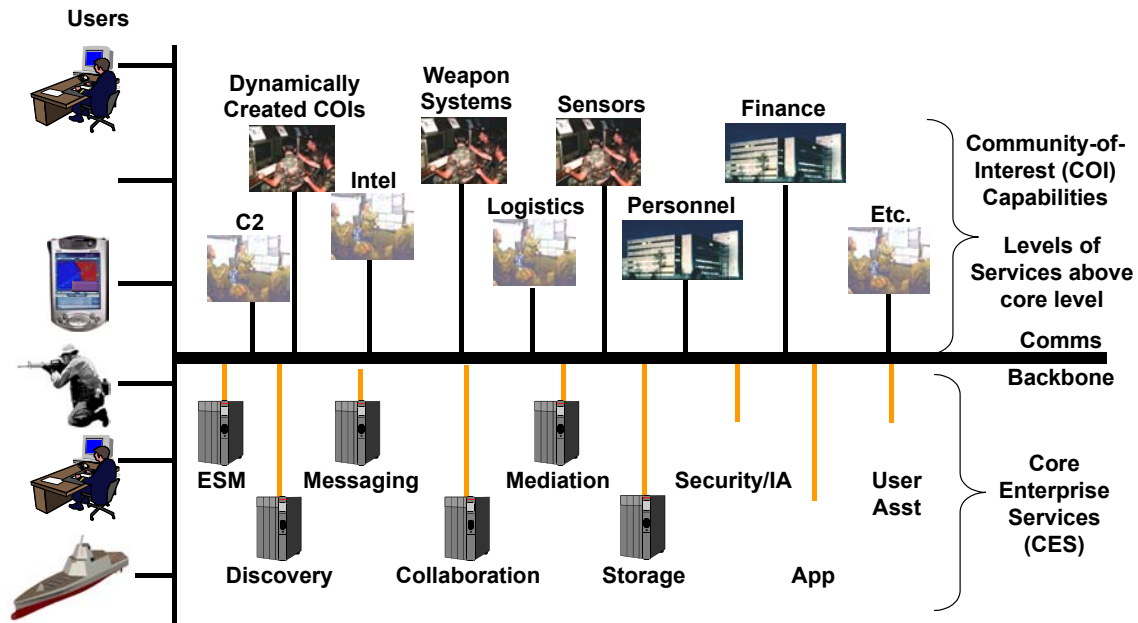 Users
Dynamically
Created COIs
Weapon
Systems
Sensors
Finance
Intel
C2
Logistics
Personnel
Etc.
Community-of-
Interest (COI)
Capabilities
Levels of
Services above
core level
Comms
Backbone
ESM
Messaging
Mediation
Security/IA
User
Asst
Discovery
Collaboration
Storage
App
Core
Enterprise
Services
(CES)